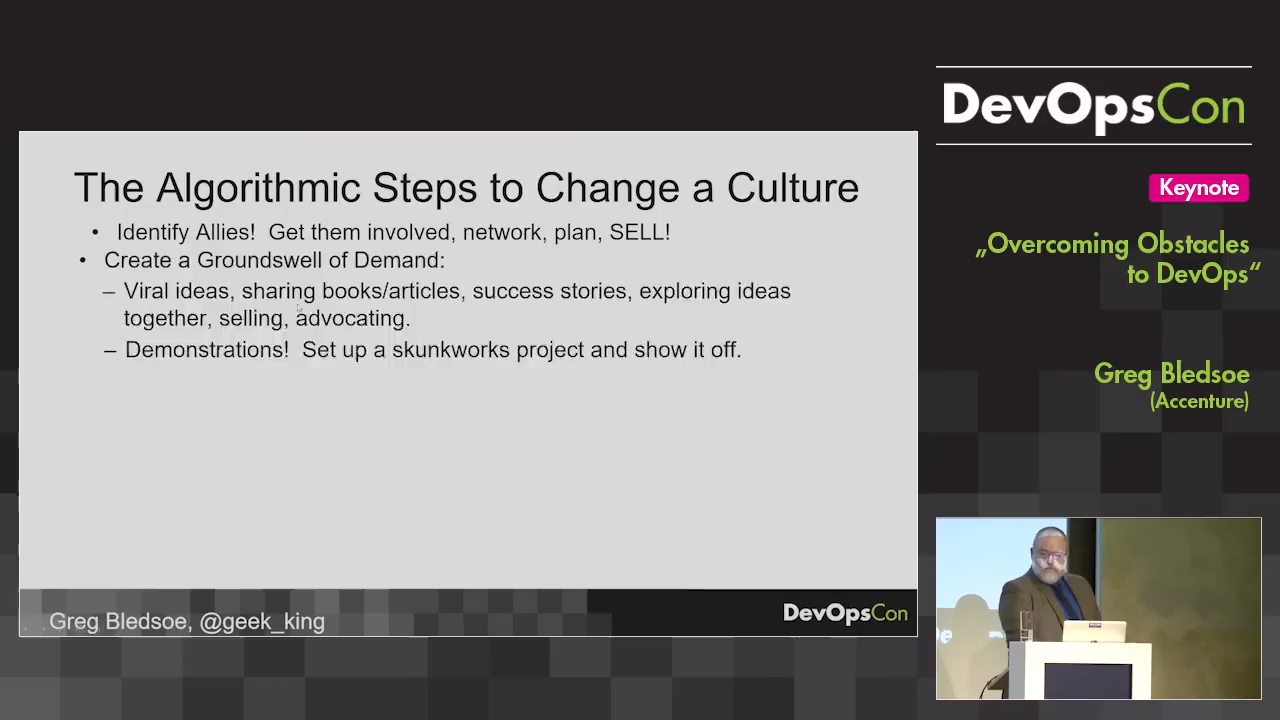 DevOpsCon
Keynote
„Overcoming Obstacles
to DevOps“
Greg Bledsoe
(Accenture)
The Algorithmic Steps to Change a Culture
• Identify Allies!  Get them involved, network, plan, SELL!
• Create a Groundswell of Demand:
– Viral ideas, sharing books/articles, success stories, exploring ideas
together, selling, advocating.
– Demonstrations!  Set up a skunkworks project and show it off.
Greg Bledsoe, @geek_king
DevOpsCon